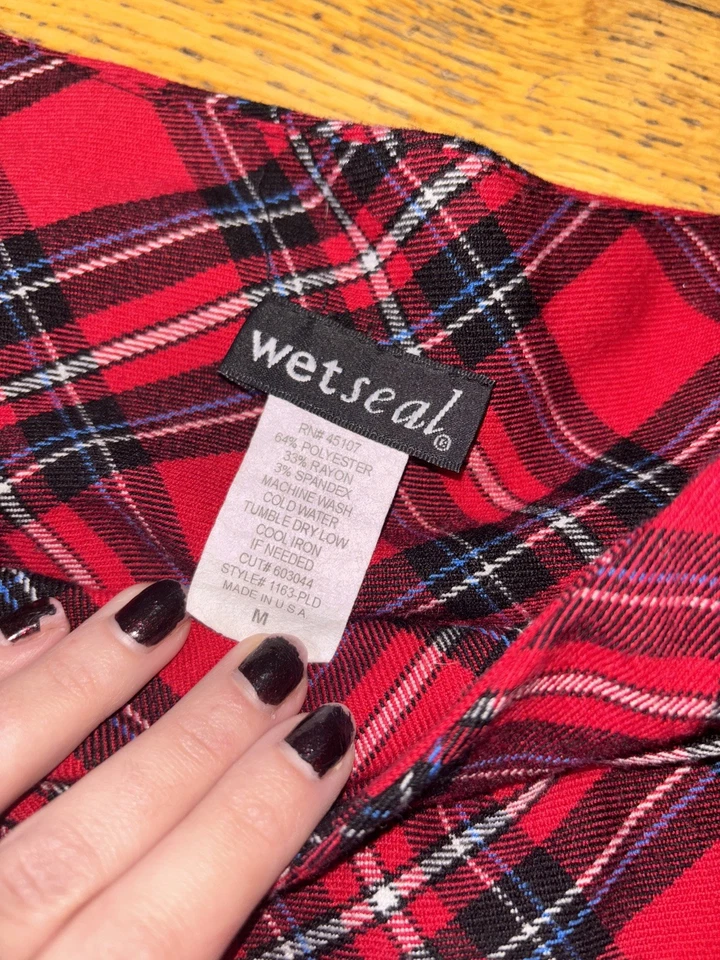 wetseal®
RN# 45107
64% POLYESTER
33% RAYON
3% SPANDEX
MACHINE WASH
COLD WATER
TUMBLE DRY LOW
COOL IRON
IF NEEDED
CUT# 603044
STYLE# 1163-PLD
MADE IN U S A
M